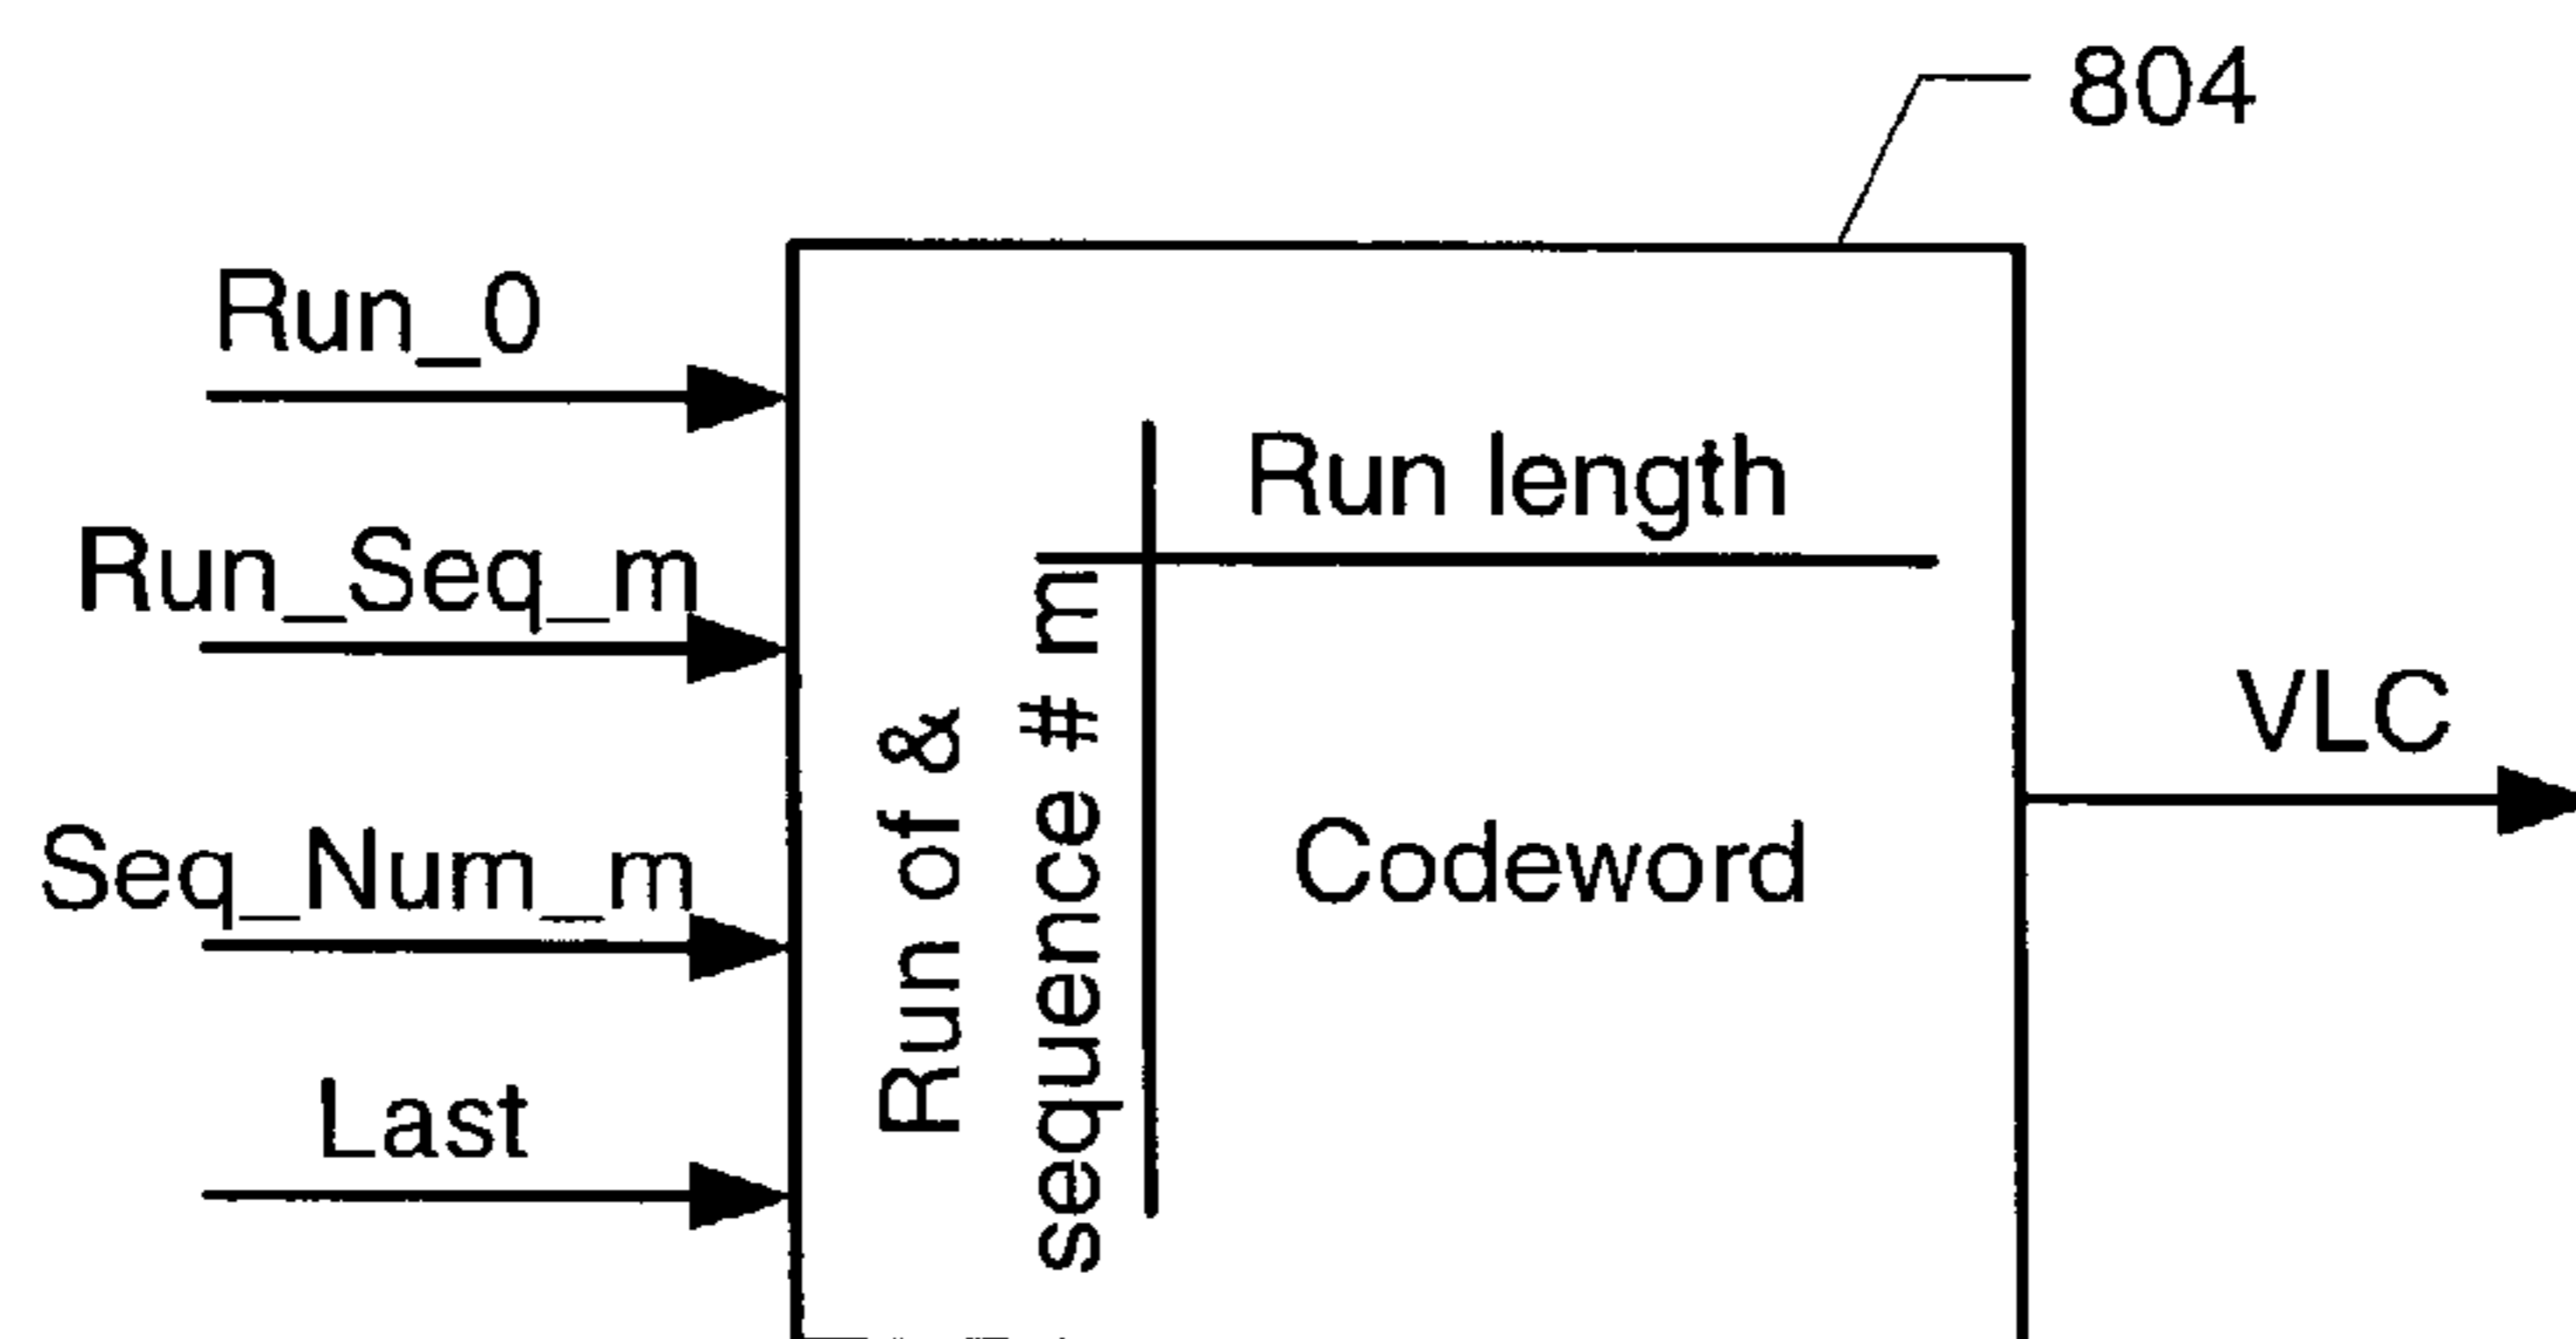 804
Run_0
Run length
Run_Seq_m
Run of &
sequence # m
VLC
Seq_Num_m
Codeword
Last